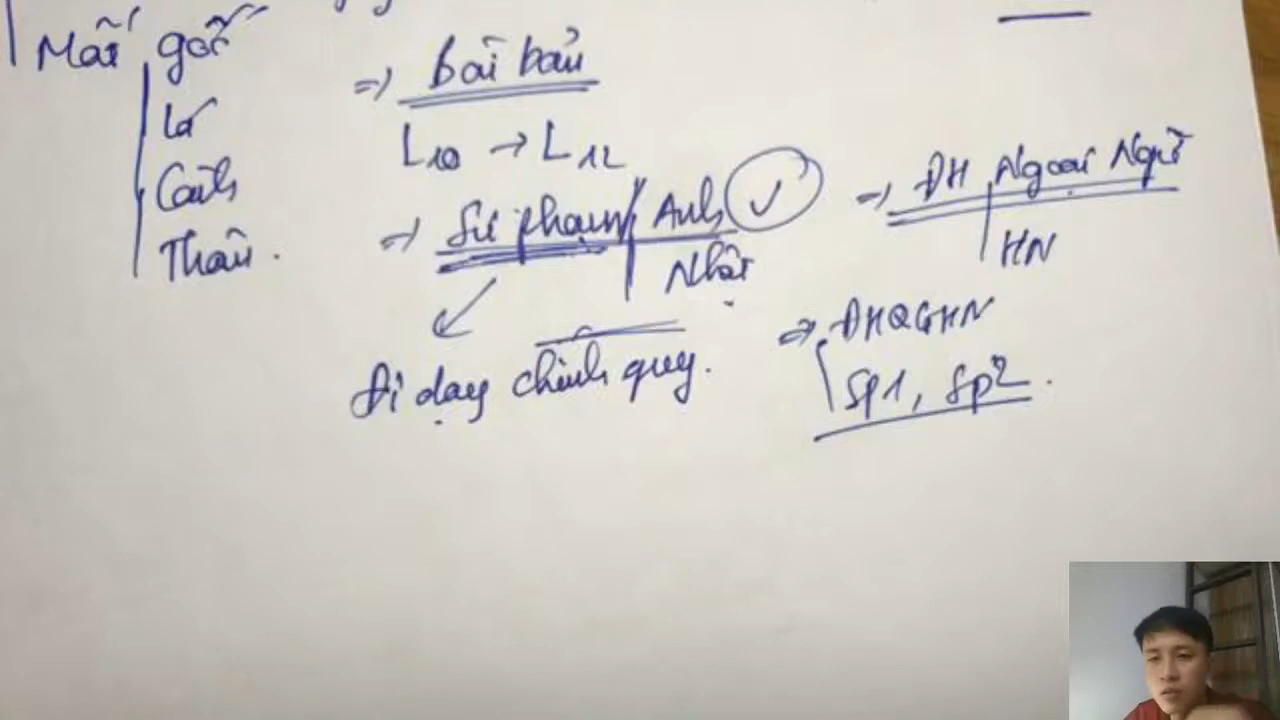 Mất gốc
Lá
Cành
Thân.
=> bài bản
L10 -> L12
=> Sư phạm Anh ✓
Nhật
Đi dạy chính quy.
=> ĐH Ngoại Ngữ
HN
=> ĐHQGHN
Sp1, Sp2.